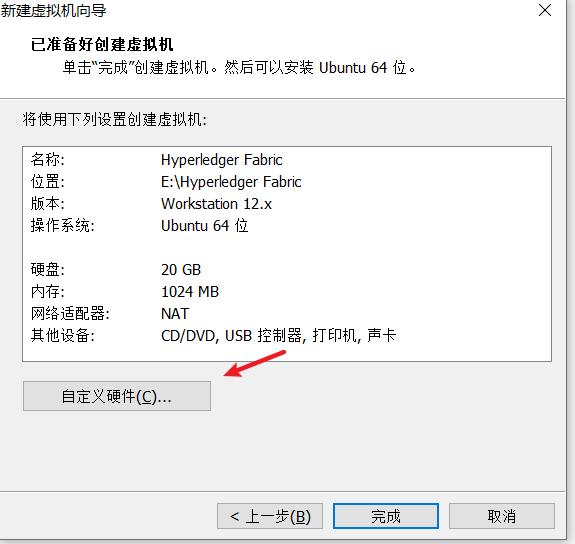 新建虚拟机向导
已准备好创建虚拟机
单击“完成”创建虚拟机。然后可以安装 Ubuntu 64 位。
将使用下列设置创建虚拟机:
名称: Hyperledger Fabric
位置: E:\Hyperledger Fabric
版本: Workstation 12.x
操作系统: Ubuntu 64 位
硬盘: 20 GB
内存: 1024 MB
网络适配器: NAT
其他设备: CD/DVD, USB 控制器, 打印机, 声卡
自定义硬件(C)...
< 上一步(B) 完成 取消